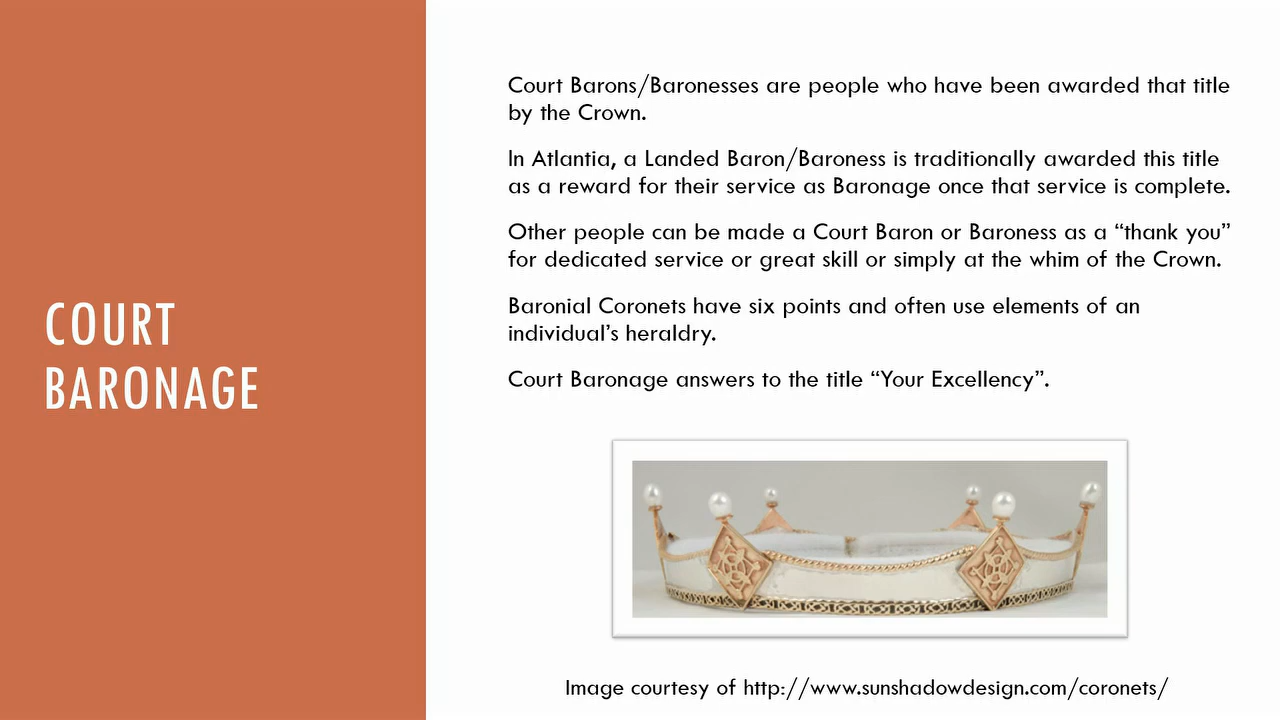 COURT
BARONAGE
Court Barons/Baronesses are people who have been awarded that title
by the Crown.
In Atlantia, a Landed Baron/Baroness is traditionally awarded this title
as a reward for their service as Baronage once that service is complete.
Other people can be made a Court Baron or Baroness as a “thank you”
for dedicated service or great skill or simply at the whim of the Crown.
Baronial Coronets have six points and often use elements of an
individual’s heraldry.
Court Baronage answers to the title “Your Excellency”.
Image courtesy of http://www.sunshadowdesign.com/coronets/